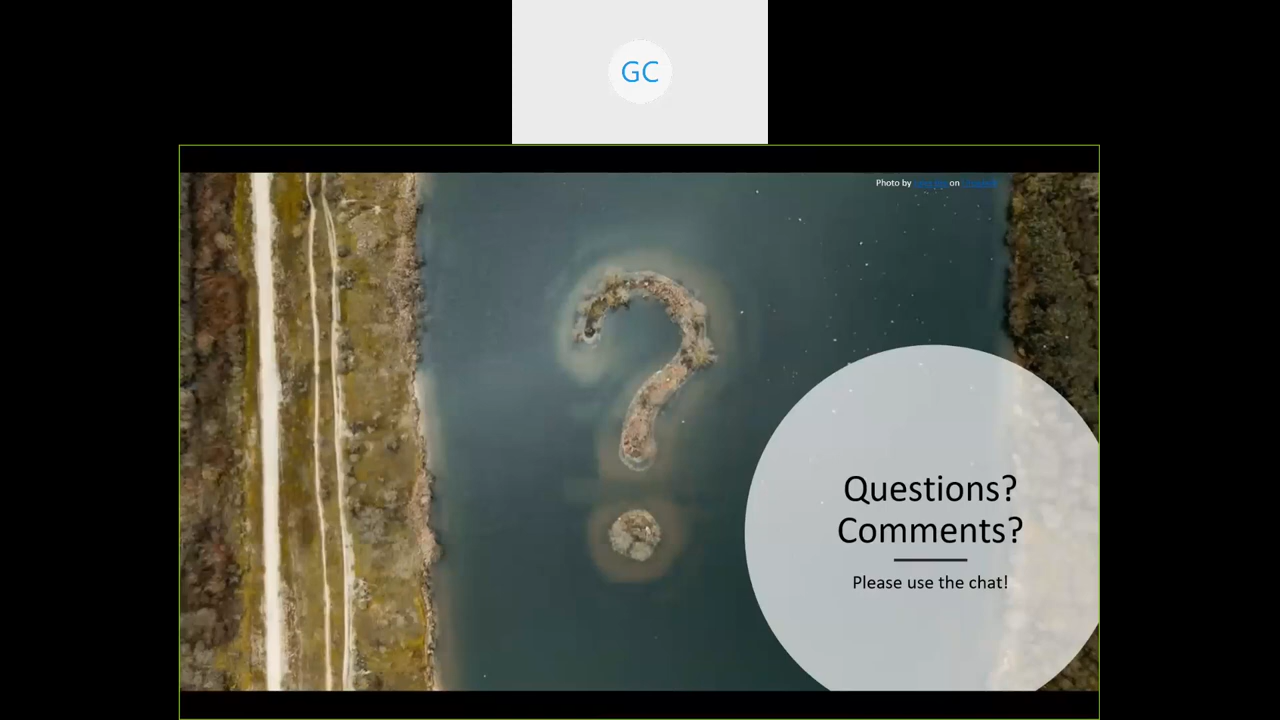 GC
Photo by on
Questions?
Comments?
Please use the chat!